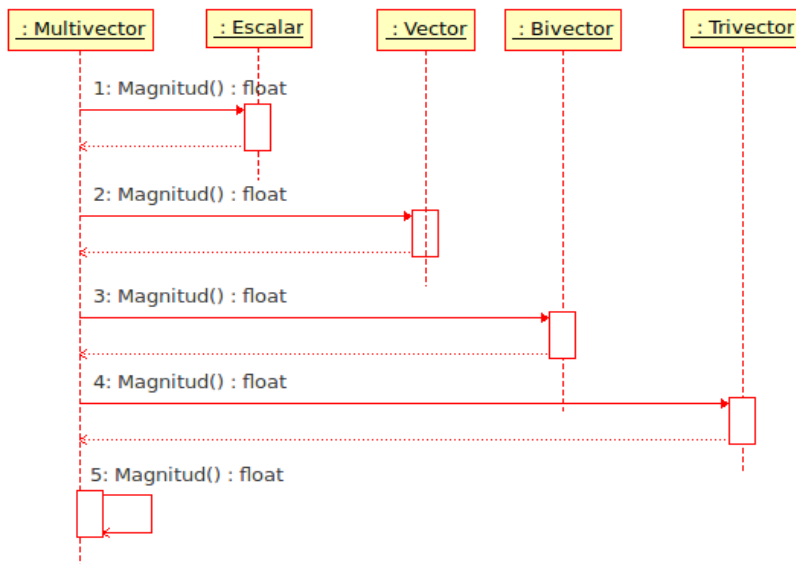 : Multivector
: Escalar
: Vector
: Bivector
: Trivector
1: Magnitud() : float
2: Magnitud() : float
3: Magnitud() : float
4: Magnitud() : float
5: Magnitud() : float